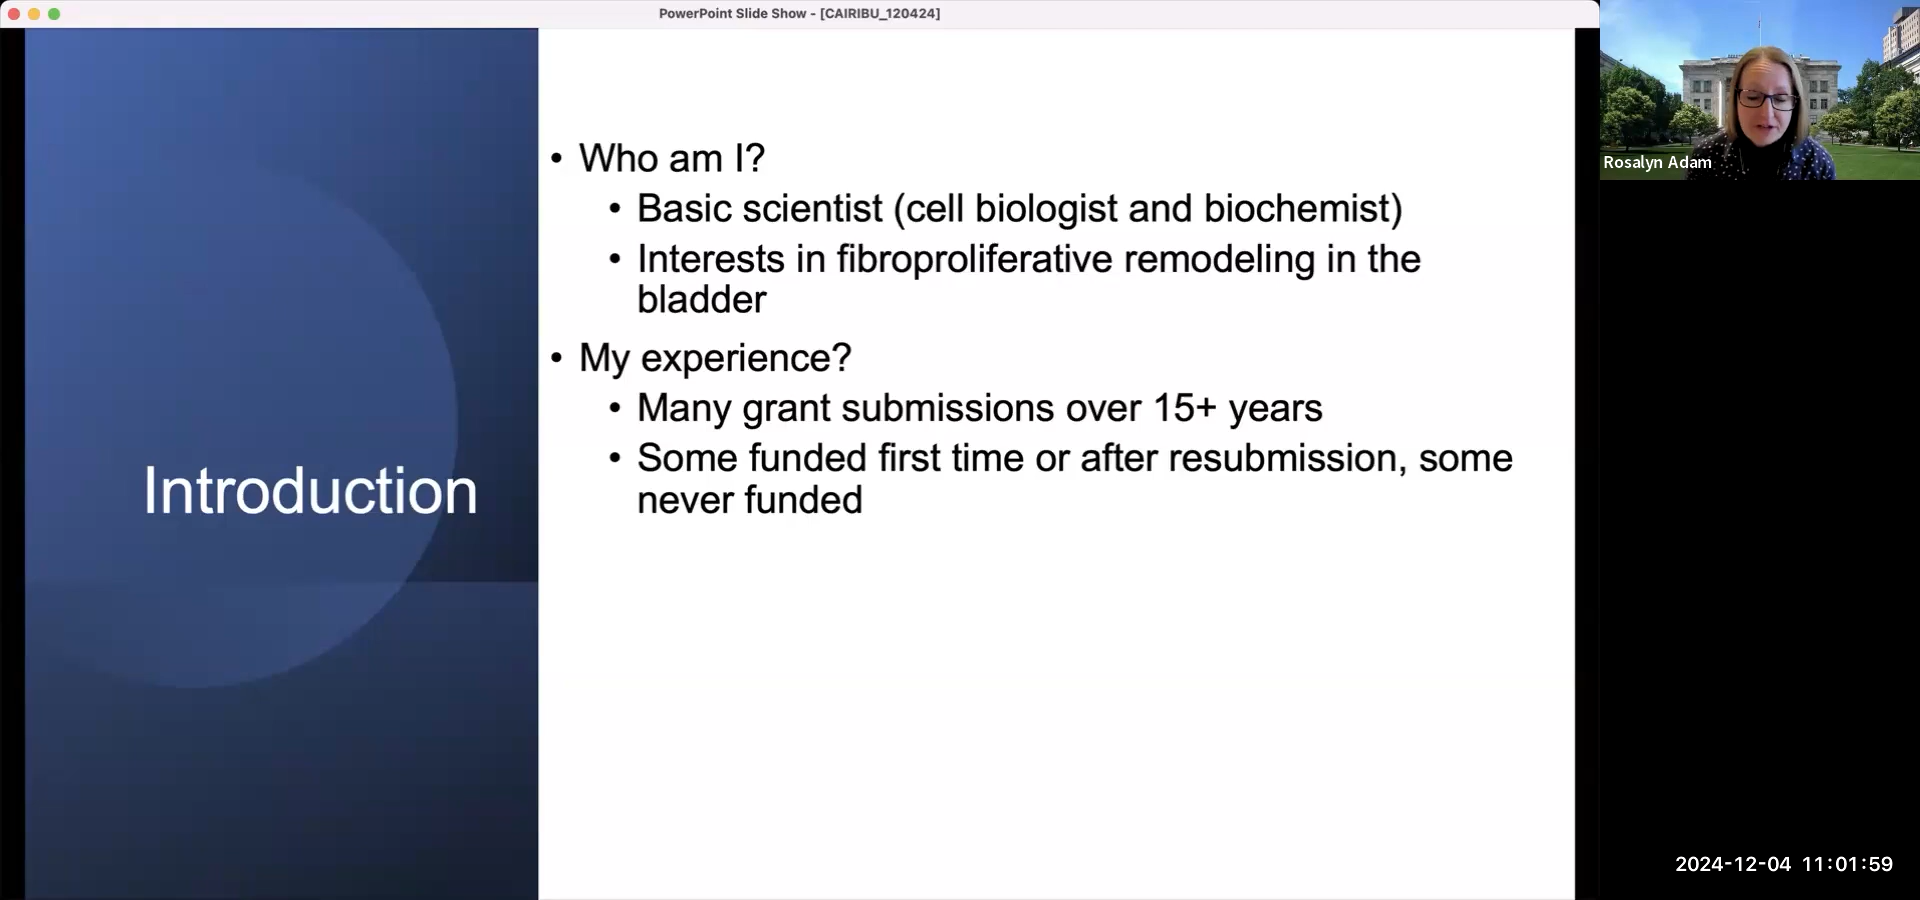 PowerPoint Slide Show - [CAIRIBU_120424]
Introduction
• Who am I?
• Basic scientist (cell biologist and biochemist)
• Interests in fibroproliferative remodeling in the
bladder
• My experience?
• Many grant submissions over 15+ years
• Some funded first time or after resubmission, some
never funded
Rosalyn Adam
2024-12-04 11:01:59